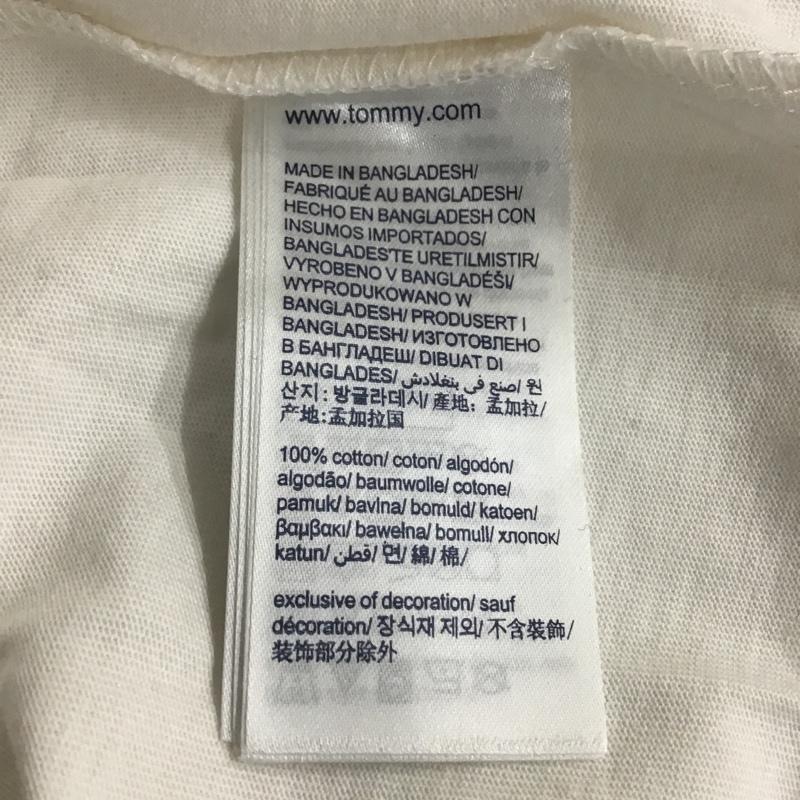 www.tommy.com
MADE IN BANGLADESH/
FABRIQUÉ AU BANGLADESH/
HECHO EN BANGLADESH CON
INSUMOS IMPORTADOS/
BANGLADES'TE URETILMISTIR/
VYROBENO V BANGLADÉŠI/
WYPRODUKOWANO W
BANGLADESH/ PRODUSERT I
BANGLADESH/ ИЗГОТОВЛЕНО
В БАНГЛАДЕШ/ DIBUAT DI
BANGLADES/ صنع في بنغلادش/ 원
산지: 방글라데시/ 產地: 孟加拉/
产地:孟加拉国
100% cotton/ coton/ algodón/
algodão/ baumwolle/ cotone/
pamuk/ bavlna/ bomuld/ katoen/
βαμβακι/ bawełna/ bomull/ хлопок/
katun/ قطن/ 면/ 綿/ 棉/
exclusive of decoration/ sauf
décoration/ 장식재 제외/ 不含裝飾/
装饰部分除外